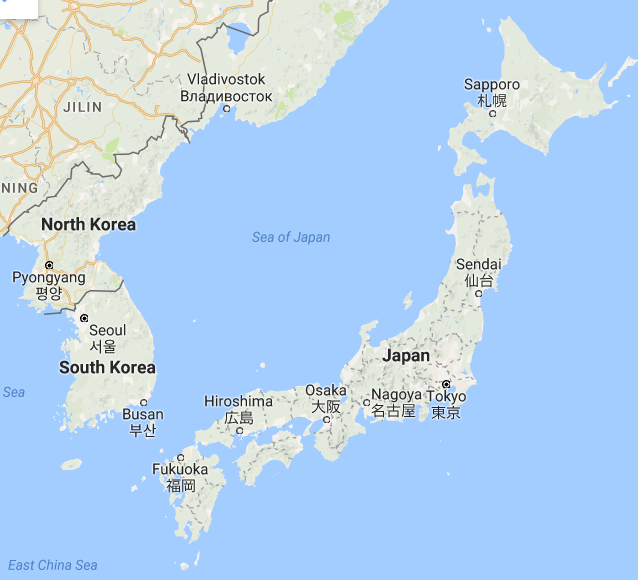 Vladivostok
Владивосток
Sapporo
札幌
JILIN
NING
North Korea
Sea of Japan
Sendai
仙台
Pyongyang
평양
Seoul
서울
Japan
South Korea
Sea
Hiroshima
広島
Osaka
大阪
Nagoya
名古屋
Tokyo
東京
Busan
부산
Fukuoka
福岡
East China Sea